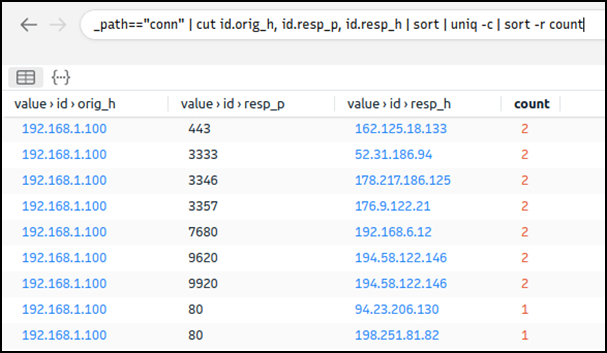 _path=="conn" | cut id.orig_h, id.resp_p, id.resp_h | sort | uniq -c | sort -r count
value › id › orig_h value › id › resp_p value › id › resp_h count
192.168.1.100 443 162.125.18.133 2
192.168.1.100 3333 52.31.186.94 2
192.168.1.100 3346 178.217.186.125 2
192.168.1.100 3357 176.9.122.21 2
192.168.1.100 7680 192.168.6.12 2
192.168.1.100 9620 194.58.122.146 2
192.168.1.100 9920 194.58.122.146 2
192.168.1.100 80 94.23.206.130 1
192.168.1.100 80 198.251.81.82 1